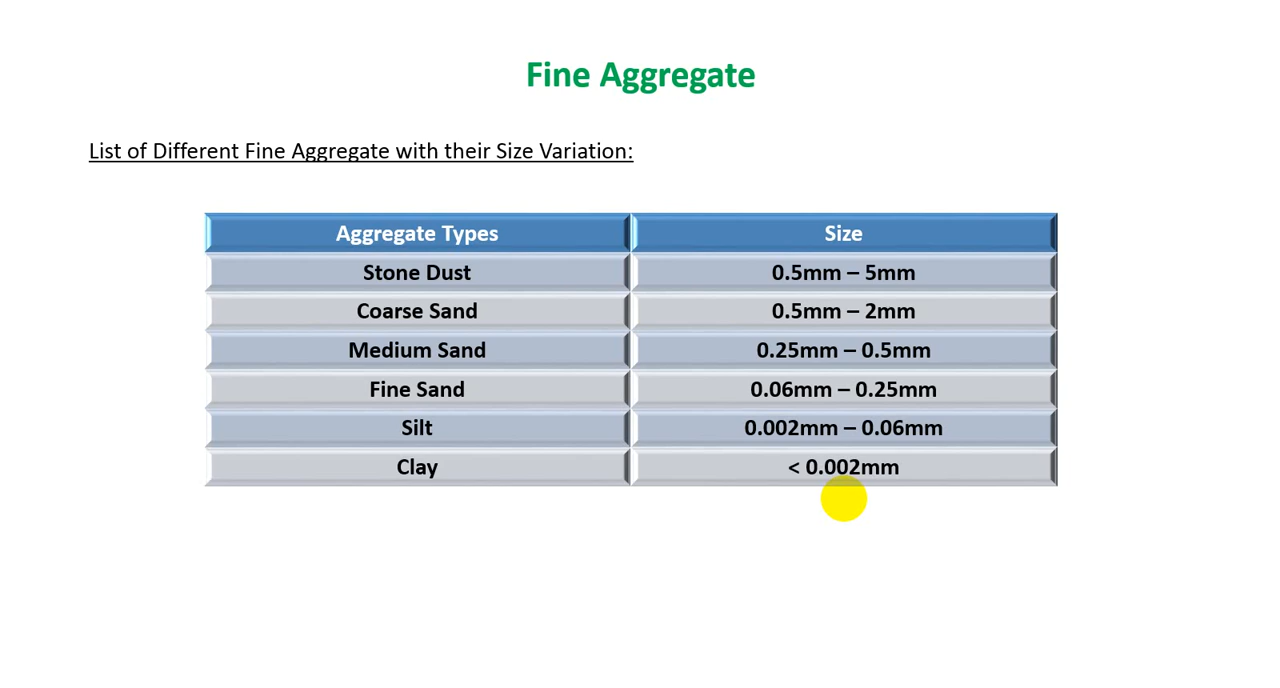 Fine Aggregate
List of Different Fine Aggregate with their Size Variation:
Aggregate Types Size
Stone Dust 0.5mm – 5mm
Coarse Sand 0.5mm – 2mm
Medium Sand 0.25mm – 0.5mm
Fine Sand 0.06mm – 0.25mm
Silt 0.002mm – 0.06mm
Clay < 0.002mm